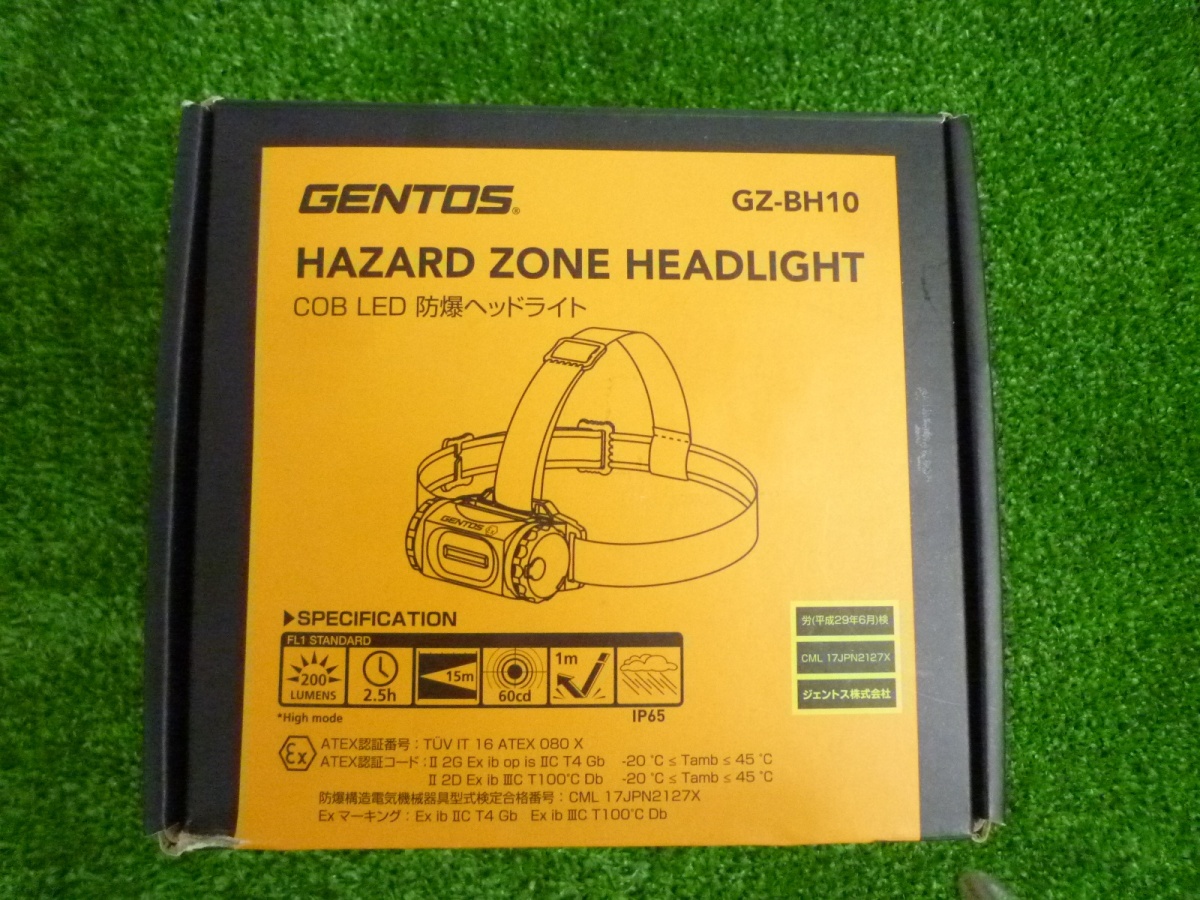 GENTOS®
GZ-BH10
HAZARD ZONE HEADLIGHT
COB LED 防爆ヘッドライト
GENTOS
▶SPECIFICATION
FL1 STANDARD
200 LUMENS
2.5h
15m
60cd
1m
*High mode
IP65
労(平成29年6月)検
CML 17JPN2127X
ジェントス株式会社
Ex
ATEX認証番号：TÜV IT 16 ATEX 080 X
ATEX認証コード：Ⅱ 2G Ex ib op is ⅡC T4 Gb -20 ℃ ≤ Tamb ≤ 45 ℃
Ⅱ 2D Ex ib ⅢC T100℃ Db -20 ℃ ≤ Tamb ≤ 45 ℃
防爆構造電気機械器具型式検定合格番号：CML 17JPN2127X
Ex マーキング：Ex ib ⅡC T4 Gb Ex ib ⅢC T100℃ Db